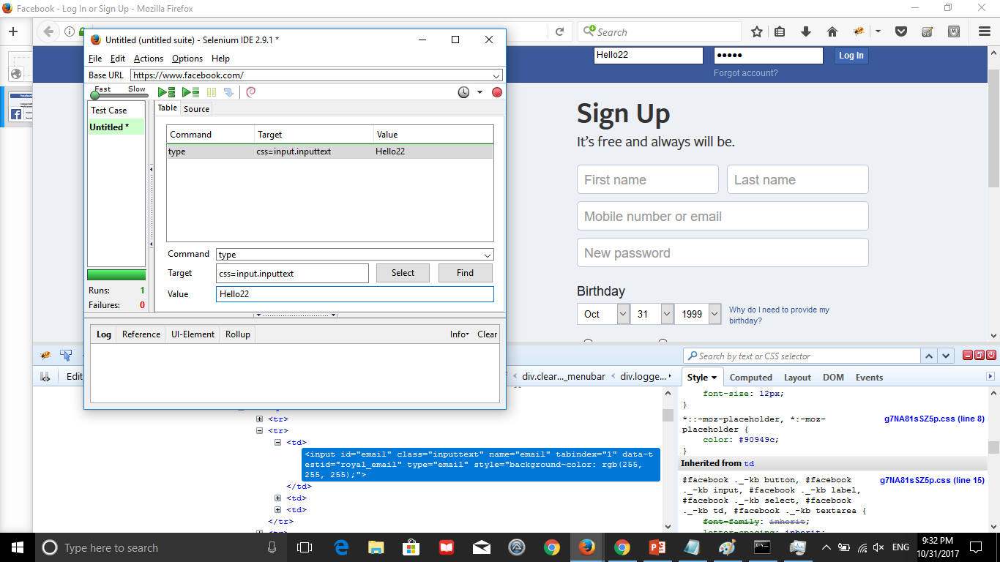 Facebook - Log In or Sign Up - Mozilla Firefox
Search
Untitled (untitled suite) - Selenium IDE 2.9.1 *
File Edit Actions Options Help
Base URL https://www.facebook.com/
Fast Slow
Test Case
Untitled *
Table Source
Command Target Value
type css=input.inputtext Hello22
Command type
Target css=input.inputtext Select Find
Value Hello22
Runs: 1
Failures: 0
Log Reference UI-Element Rollup Info Clear
Hello22 ●●●●● Log In
Forgot account?
Sign Up
It's free and always will be.
First name Last name
Mobile number or email
New password
Birthday
Oct 31 1999 Why do I need to provide my
birthday?
Search by text or CSS selector
Edit div.clear..._menubar < div.logge...
Style Computed Layout DOM Events
<tr>
<tr>
<td>
<input id="email" class="inputtext" name="email" tabindex="1" data-t
estid="royal_email" type="email" style="background-color: rgb(255,
255, 255);">
</td>
<td>
<td>
</tr>
font-size: 12px;
}
*::-moz-placeholder, *:-moz- g7NA81sSZ5p.css (line 8)
placeholder {
color: #90949c;
}
Inherited from td
#facebook ._-kb button, #facebook g7NA81sSZ5p.css (line 15)
._-kb input, #facebook ._-kb label,
#facebook ._-kb select, #facebook
._-kb td, #facebook ._-kb textarea {
font-family: inherit;
letter-spacing: inherit;
Type here to search
ENG 9:32 PM
10/31/2017